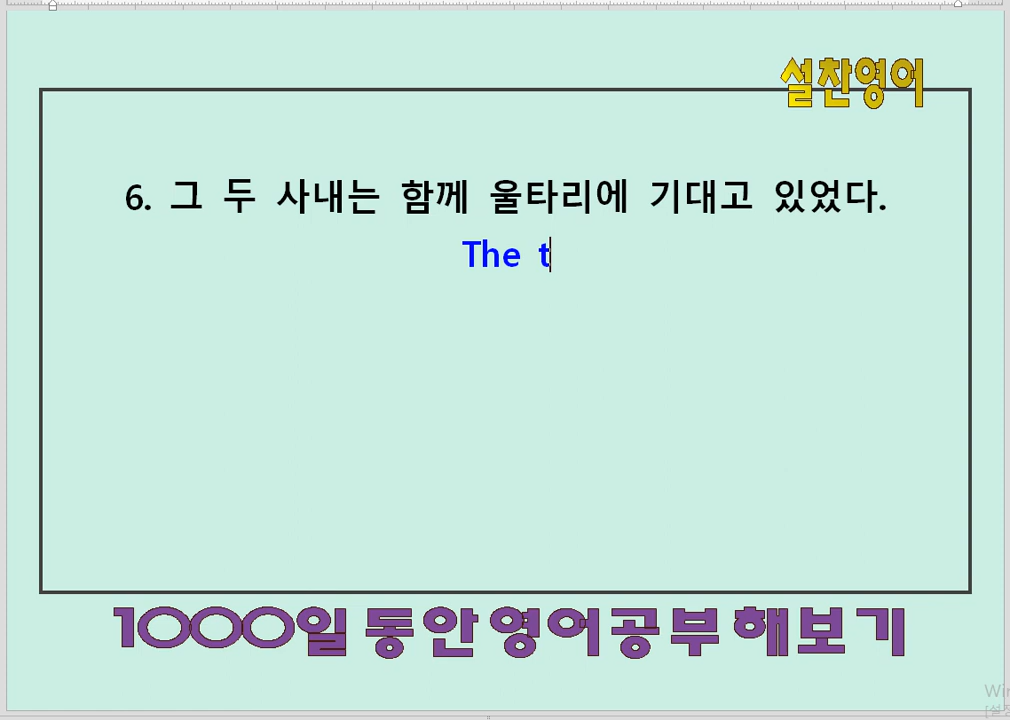 설찬영어
6. 그 두 사내는 함께 울타리에 기대고 있었다.
The t
1000일동안영어공부해보기